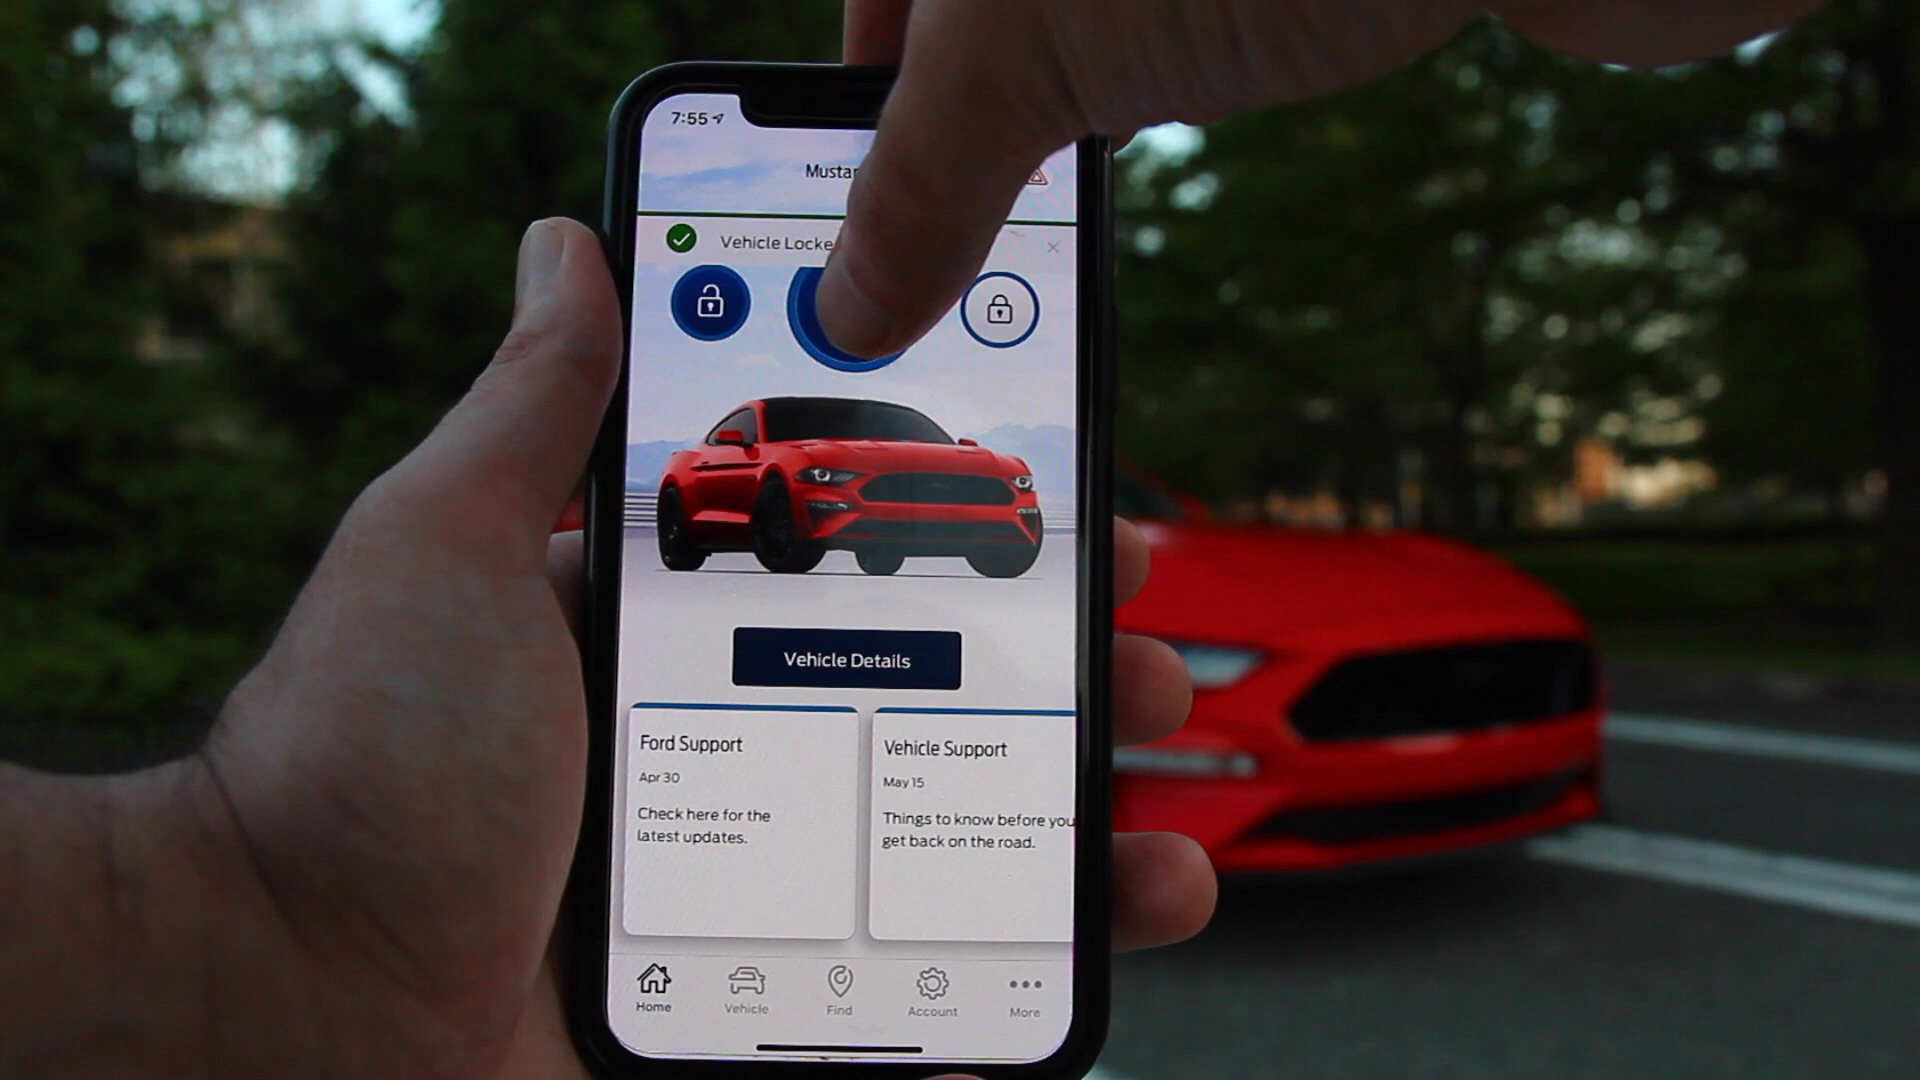 7:55
Vehicle
Vehicle Details
Ford Support
Vehicle Support
Apr 30
May 15
Check here for the
latest updates.
Things to know before you
get back on the road.
Home
Vehicle
Find
Account
More